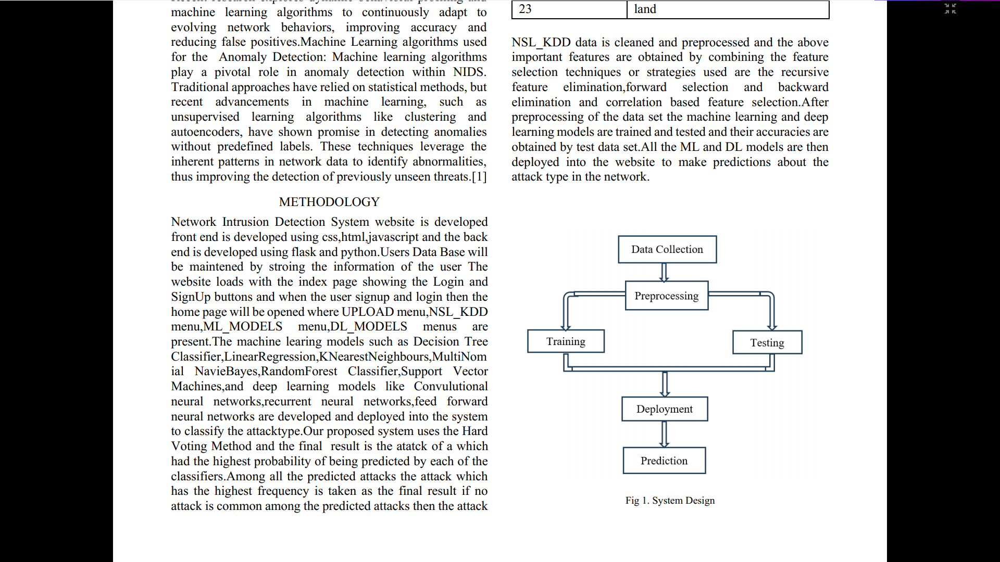 machine learning algorithms to continuously adapt to
evolving network behaviors, improving accuracy and
reducing false positives.Machine Learning algorithms used
for the Anomaly Detection: Machine learning algorithms
play a pivotal role in anomaly detection within NIDS.
Traditional approaches have relied on statistical methods, but
recent advancements in machine learning, such as
unsupervised learning algorithms like clustering and
autoencoders, have shown promise in detecting anomalies
without predefined labels. These techniques leverage the
inherent patterns in network data to identify abnormalities,
thus improving the detection of previously unseen threats.[1]
METHODOLOGY
Network Intrusion Detection System website is developed
front end is developed using css,html,javascript and the back
end is developed using flask and python.Users Data Base will
be maintened by stroing the information of the user The
website loads with the index page showing the Login and
SignUp buttons and when the user signup and login then the
home page will be opened where UPLOAD menu,NSL_KDD
menu,ML_MODELS menu,DL_MODELS menus are
present.The machine learing models such as Decision Tree
Classifier,LinearRegression,KNearestNeighbours,MultiNom
ial NavieBayes,RandomForest Classifier,Support Vector
Machines,and deep learning models like Convulutional
neural networks,recurrent neural networks,feed forward
neural networks are developed and deployed into the system
to classify the attacktype.Our proposed system uses the Hard
Voting Method and the final result is the atatck of a which
had the highest probability of being predicted by each of the
classifiers.Among all the predicted attacks the attack which
has the highest frequency is taken as the final result if no
attack is common among the predicted attacks then the attack
23 land
NSL_KDD data is cleaned and preprocessed and the above
important features are obtained by combining the feature
selection techniques or strategies used are the recursive
feature elimination,forward selection and backward
elimination and correlation based feature selection.After
preprocessing of the data set the machine learning and deep
learning models are trained and tested and their accuracies are
obtained by test data set.All the ML and DL models are then
deployed into the website to make predictions about the
attack type in the network.
Data Collection
Preprocessing
Training
Testing
Deployment
Prediction
Fig 1. System Design